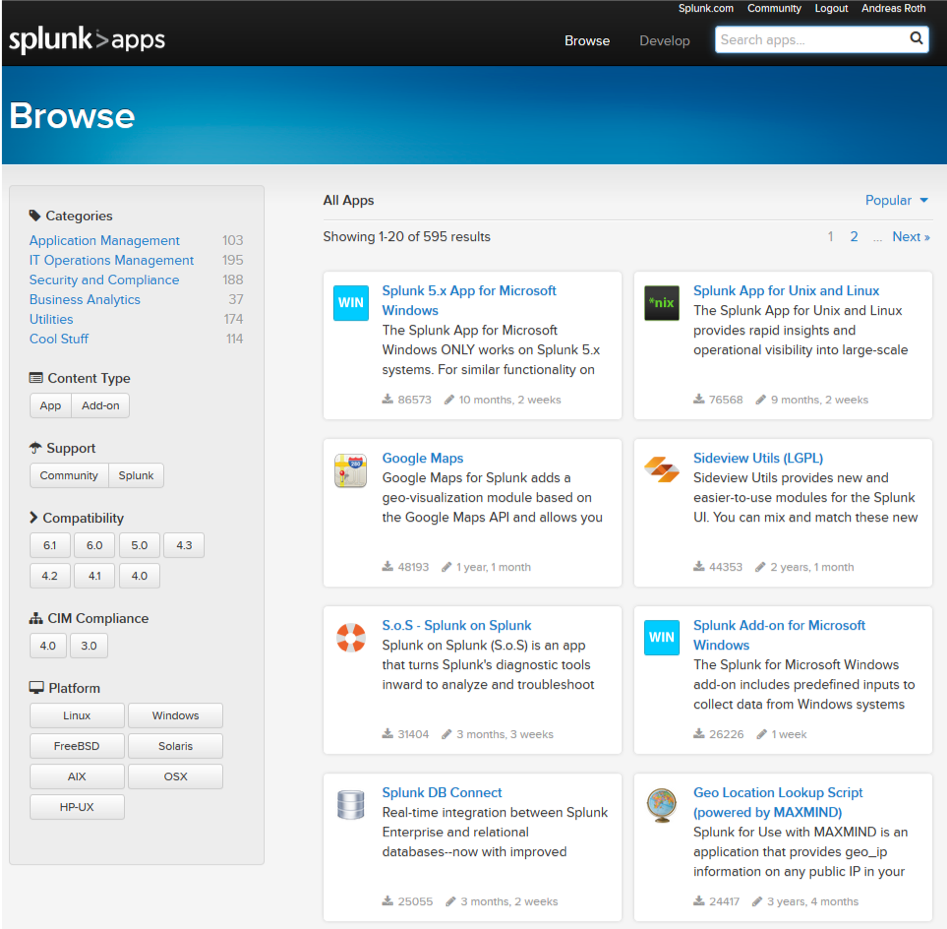 Splunk.com Community Logout Andreas Roth
splunk>apps
Browse Develop Search apps...
Browse
Categories
Application Management 103
IT Operations Management 195
Security and Compliance 188
Business Analytics 37
Utilities 174
Cool Stuff 114
Content Type
App Add-on
Support
Community Splunk
Compatibility
6.1 6.0 5.0 4.3
4.2 4.1 4.0
CIM Compliance
4.0 3.0
Platform
Linux Windows
FreeBSD Solaris
AIX OSX
HP-UX
All Apps Popular
Showing 1-20 of 595 results 1 2 ... Next »
WIN
Splunk 5.x App for Microsoft
Windows
The Splunk App for Microsoft
Windows ONLY works on Splunk 5.x
systems. For similar functionality on
86573 10 months, 2 weeks
*nix
Splunk App for Unix and Linux
The Splunk App for Unix and Linux
provides rapid insights and
operational visibility into large-scale
76568 9 months, 2 weeks
280
Google Maps
Google Maps for Splunk adds a
geo-visualization module based on
the Google Maps API and allows you
48193 1 year, 1 month
Sideview Utils (LGPL)
Sideview Utils provides new and
easier-to-use modules for the Splunk
UI. You can mix and match these new
44353 2 years, 1 month
S.o.S - Splunk on Splunk
Splunk on Splunk (S.o.S) is an app
that turns Splunk's diagnostic tools
inward to analyze and troubleshoot
31404 3 months, 3 weeks
WIN
Splunk Add-on for Microsoft
Windows
The Splunk for Microsoft Windows
add-on includes predefined inputs to
collect data from Windows systems
26226 1 week
Splunk DB Connect
Real-time integration between Splunk
Enterprise and relational
databases--now with improved
25055 3 months, 2 weeks
Geo Location Lookup Script
(powered by MAXMIND)
Splunk for Use with MAXMIND is an
application that provides geo_ip
information on any public IP in your
24417 3 years, 4 months